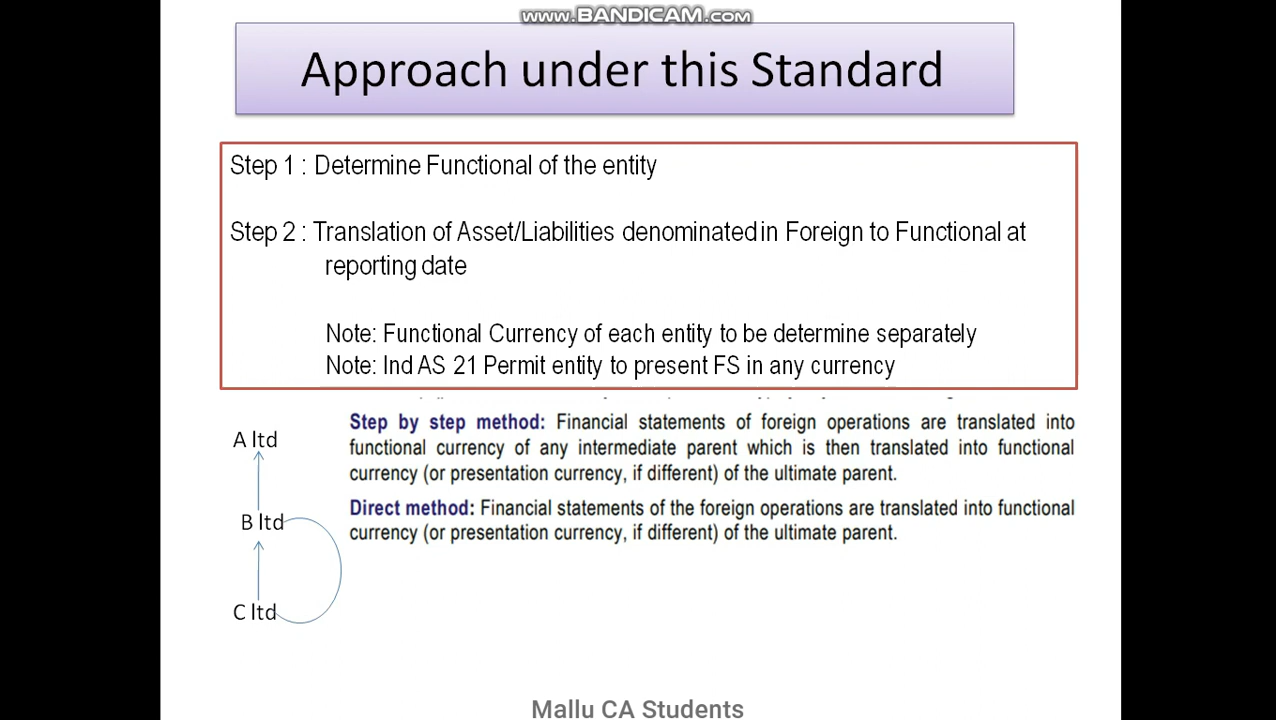 www.BANDICAM.com
Approach under this Standard
Step 1 : Determine Functional of the entity
Step 2 : Translation of Asset/Liabilities denominated in Foreign to Functional at
reporting date
Note: Functional Currency of each entity to be determine separately
Note: Ind AS 21 Permit entity to present FS in any currency
Step by step method: Financial statements of foreign operations are translated into
functional currency of any intermediate parent which is then translated into functional
currency (or presentation currency, if different) of the ultimate parent.
Direct method: Financial statements of the foreign operations are translated into functional
currency (or presentation currency, if different) of the ultimate parent.
A ltd
B ltd
C ltd
Mallu CA Students